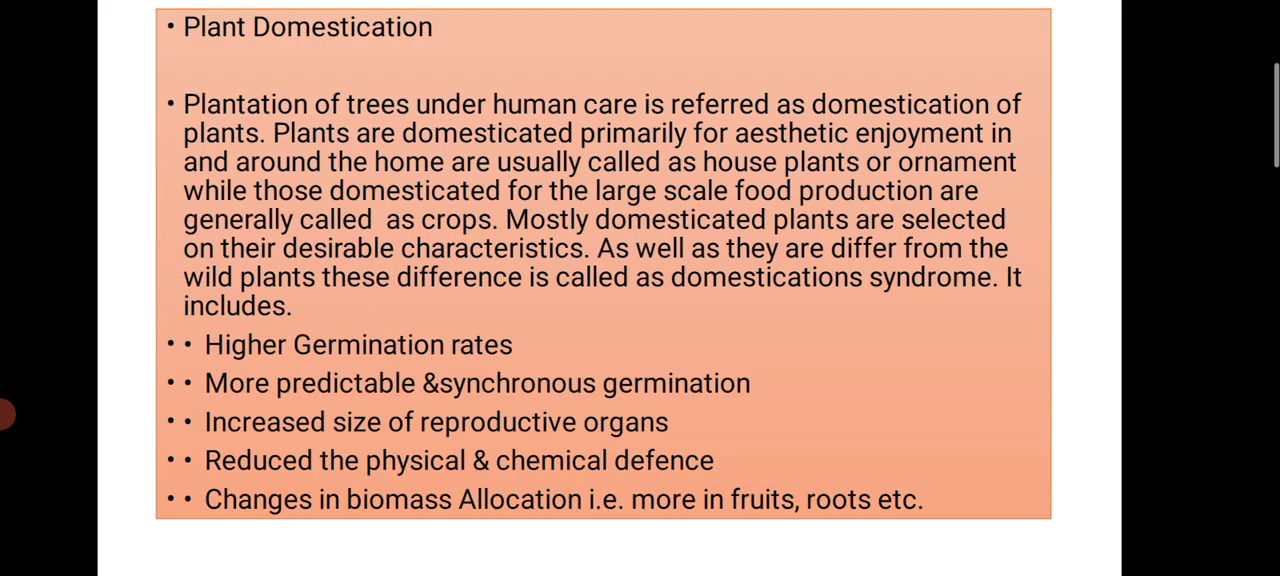 • Plant Domestication
• Plantation of trees under human care is referred as domestication of
plants. Plants are domesticated primarily for aesthetic enjoyment in
and around the home are usually called as house plants or ornament
while those domesticated for the large scale food production are
generally called  as crops. Mostly domesticated plants are selected
on their desirable characteristics. As well as they are differ from the
wild plants these difference is called as domestications syndrome. It
includes.
• • Higher Germination rates
• • More predictable &synchronous germination
• • Increased size of reproductive organs
• • Reduced the physical & chemical defence
• • Changes in biomass Allocation i.e. more in fruits, roots etc.